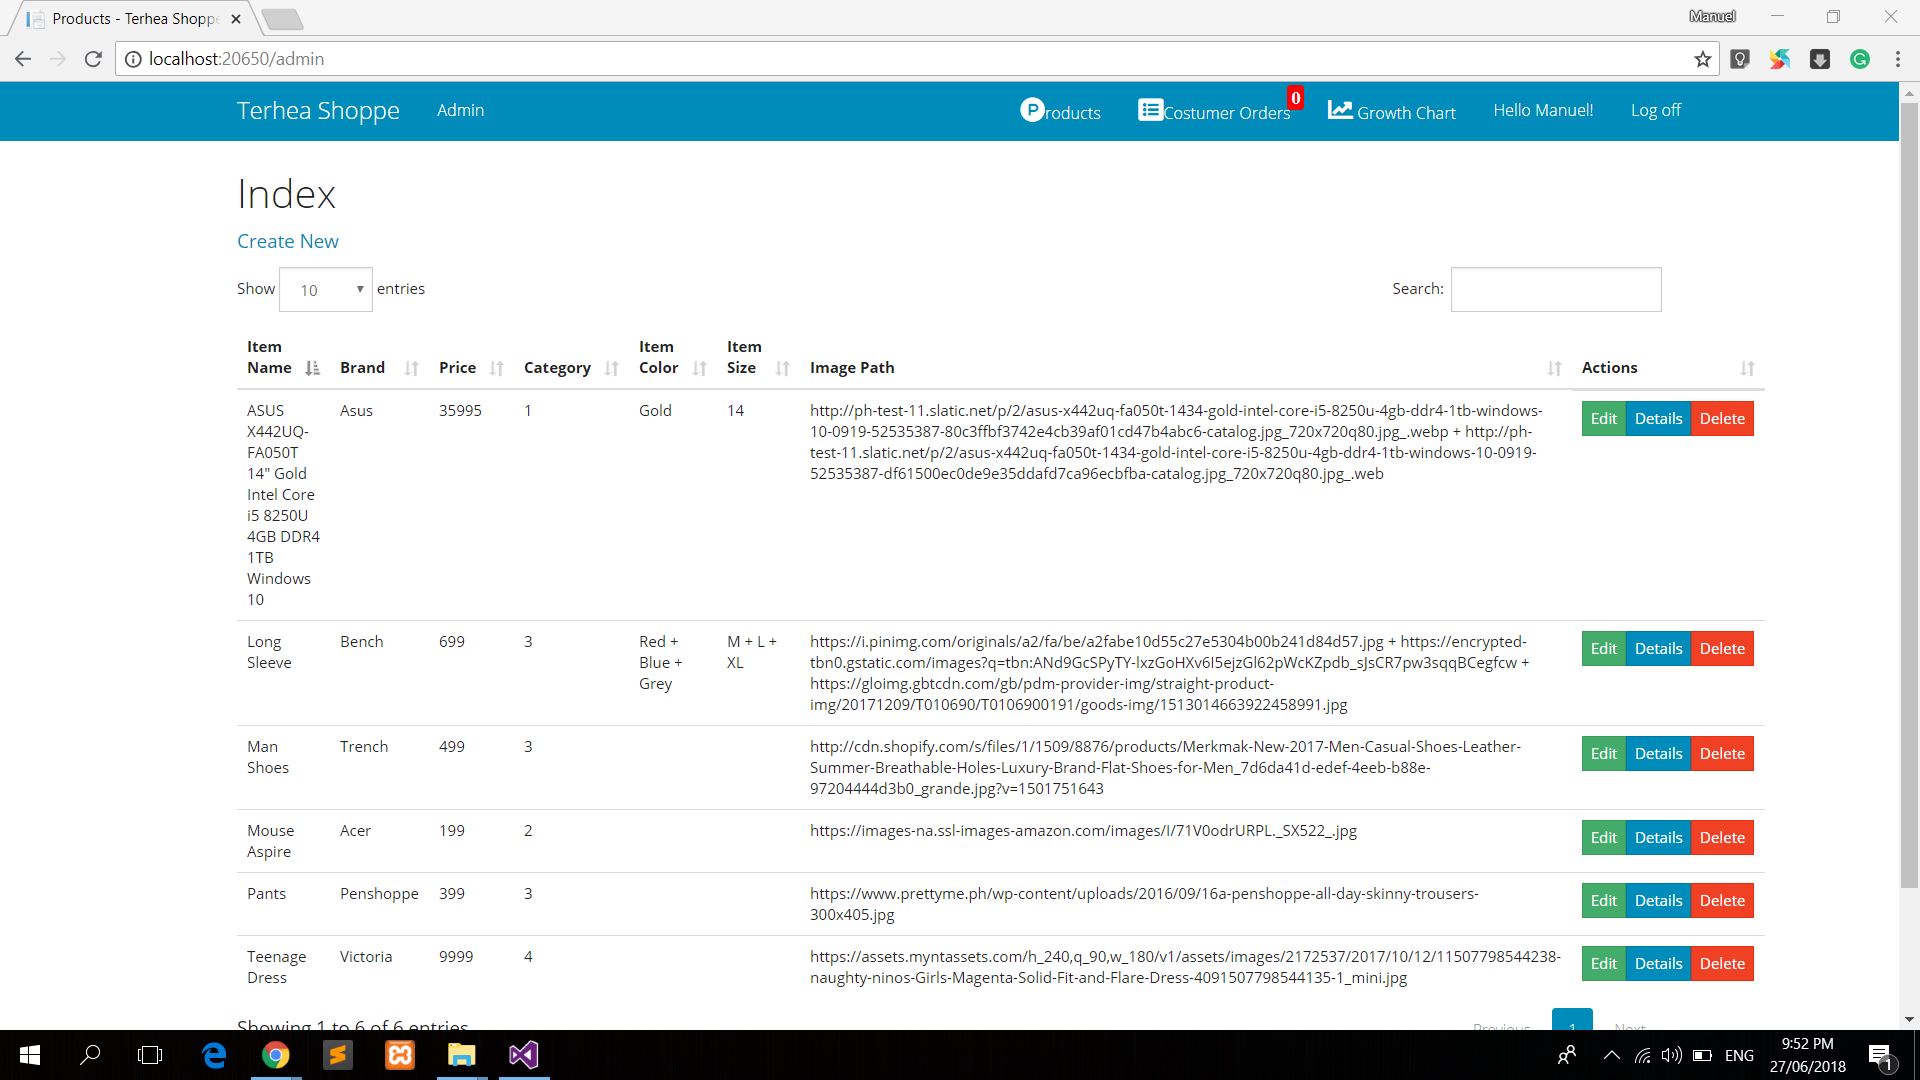 Products - Terhea Shoppe
Manuel
localhost:20650/admin
Terhea Shoppe
Admin
Products
Costumer Orders
0
Growth Chart
Hello Manuel!
Log off
Index
Create New
Show 10 entries
Search:
Item Name
Brand
Price
Category
Item Color
Item Size
Image Path
Actions
ASUS
X442UQ-
FA050T
14" Gold
Intel Core
i5 8250U
4GB DDR4
1TB
Windows
10
Asus
35995
1
Gold
14
http://ph-test-11.slatic.net/p/2/asus-x442uq-fa050t-1434-gold-intel-core-i5-8250u-4gb-ddr4-1tb-windows-
10-0919-52535387-80c3ffbf3742e4cb39af01cd47b4abc6-catalog.jpg_720x720q80.jpg_.webp + http://ph-
test-11.slatic.net/p/2/asus-x442uq-fa050t-1434-gold-intel-core-i5-8250u-4gb-ddr4-1tb-windows-10-0919-
52535387-df61500ec0de9e35ddafd7ca96ecbfba-catalog.jpg_720x720q80.jpg_.web
Edit Details Delete
Long
Sleeve
Bench
699
3
Red +
Blue +
Grey
M + L +
XL
https://i.pinimg.com/originals/a2/fa/be/a2fabe10d55c27e5304b00b241d84d57.jpg + https://encrypted-
tbn0.gstatic.com/images?q=tbn:ANd9GcSPyTY-lxzGoHXv6I5ejzGl62pWcKZpdb_sJsCR7pw3sqqBCegfcw +
https://gloimg.gbtcdn.com/gb/pdm-provider-img/straight-product-
img/20171209/T010690/T0106900191/goods-img/1513014663922458991.jpg
Edit Details Delete
Man
Shoes
Trench
499
3
http://cdn.shopify.com/s/files/1/1509/8876/products/Merkmak-New-2017-Men-Casual-Shoes-Leather-
Summer-Breathable-Holes-Luxury-Brand-Flat-Shoes-for-Men_7d6da41d-edef-4eeb-b88e-
97204444d3b0_grande.jpg?v=1501751643
Edit Details Delete
Mouse
Aspire
Acer
199
2
https://images-na.ssl-images-amazon.com/images/I/71V0odrURPL._SX522_.jpg
Edit Details Delete
Pants
Penshoppe
399
3
https://www.prettyme.ph/wp-content/uploads/2016/09/16a-penshoppe-all-day-skinny-trousers-
300x405.jpg
Edit Details Delete
Teenage
Dress
Victoria
9999
4
https://assets.myntassets.com/h_240,q_90,w_180/v1/assets/images/2172537/2017/10/12/11507798544238-
naughty-ninos-Girls-Magenta-Solid-Fit-and-Flare-Dress-4091507798544135-1_mini.jpg
Edit Details Delete
Showing 1 to 6 of 6 entries
Previous 1 Next
ENG
9:52 PM
27/06/2018
1